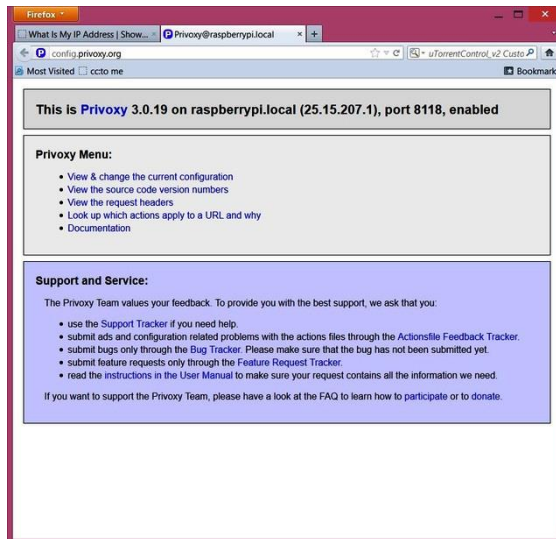 Firefox
What Is My IP Address | Show...
Privoxy@raspberrypi.local
config.privoxy.org
uTorrentControl_v2 Custo
Most Visited
cc:to me
Bookmark
This is Privoxy 3.0.19 on raspberrypi.local (25.15.207.1), port 8118, enabled
Privoxy Menu:
• View & change the current configuration
• View the source code version numbers
• View the request headers
• Look up which actions apply to a URL and why
• Documentation
Support and Service:
The Privoxy Team values your feedback. To provide you with the best support, we ask that you:
• use the Support Tracker if you need help.
• submit ads and configuration related problems with the actions files through the Actionsfile Feedback Tracker.
• submit bugs only through the Bug Tracker. Please make sure that the bug has not been submitted yet.
• submit feature requests only through the Feature Request Tracker.
• read the instructions in the User Manual to make sure your request contains all the information we need.
If you want to support the Privoxy Team, please have a look at the FAQ to learn how to participate or to donate.